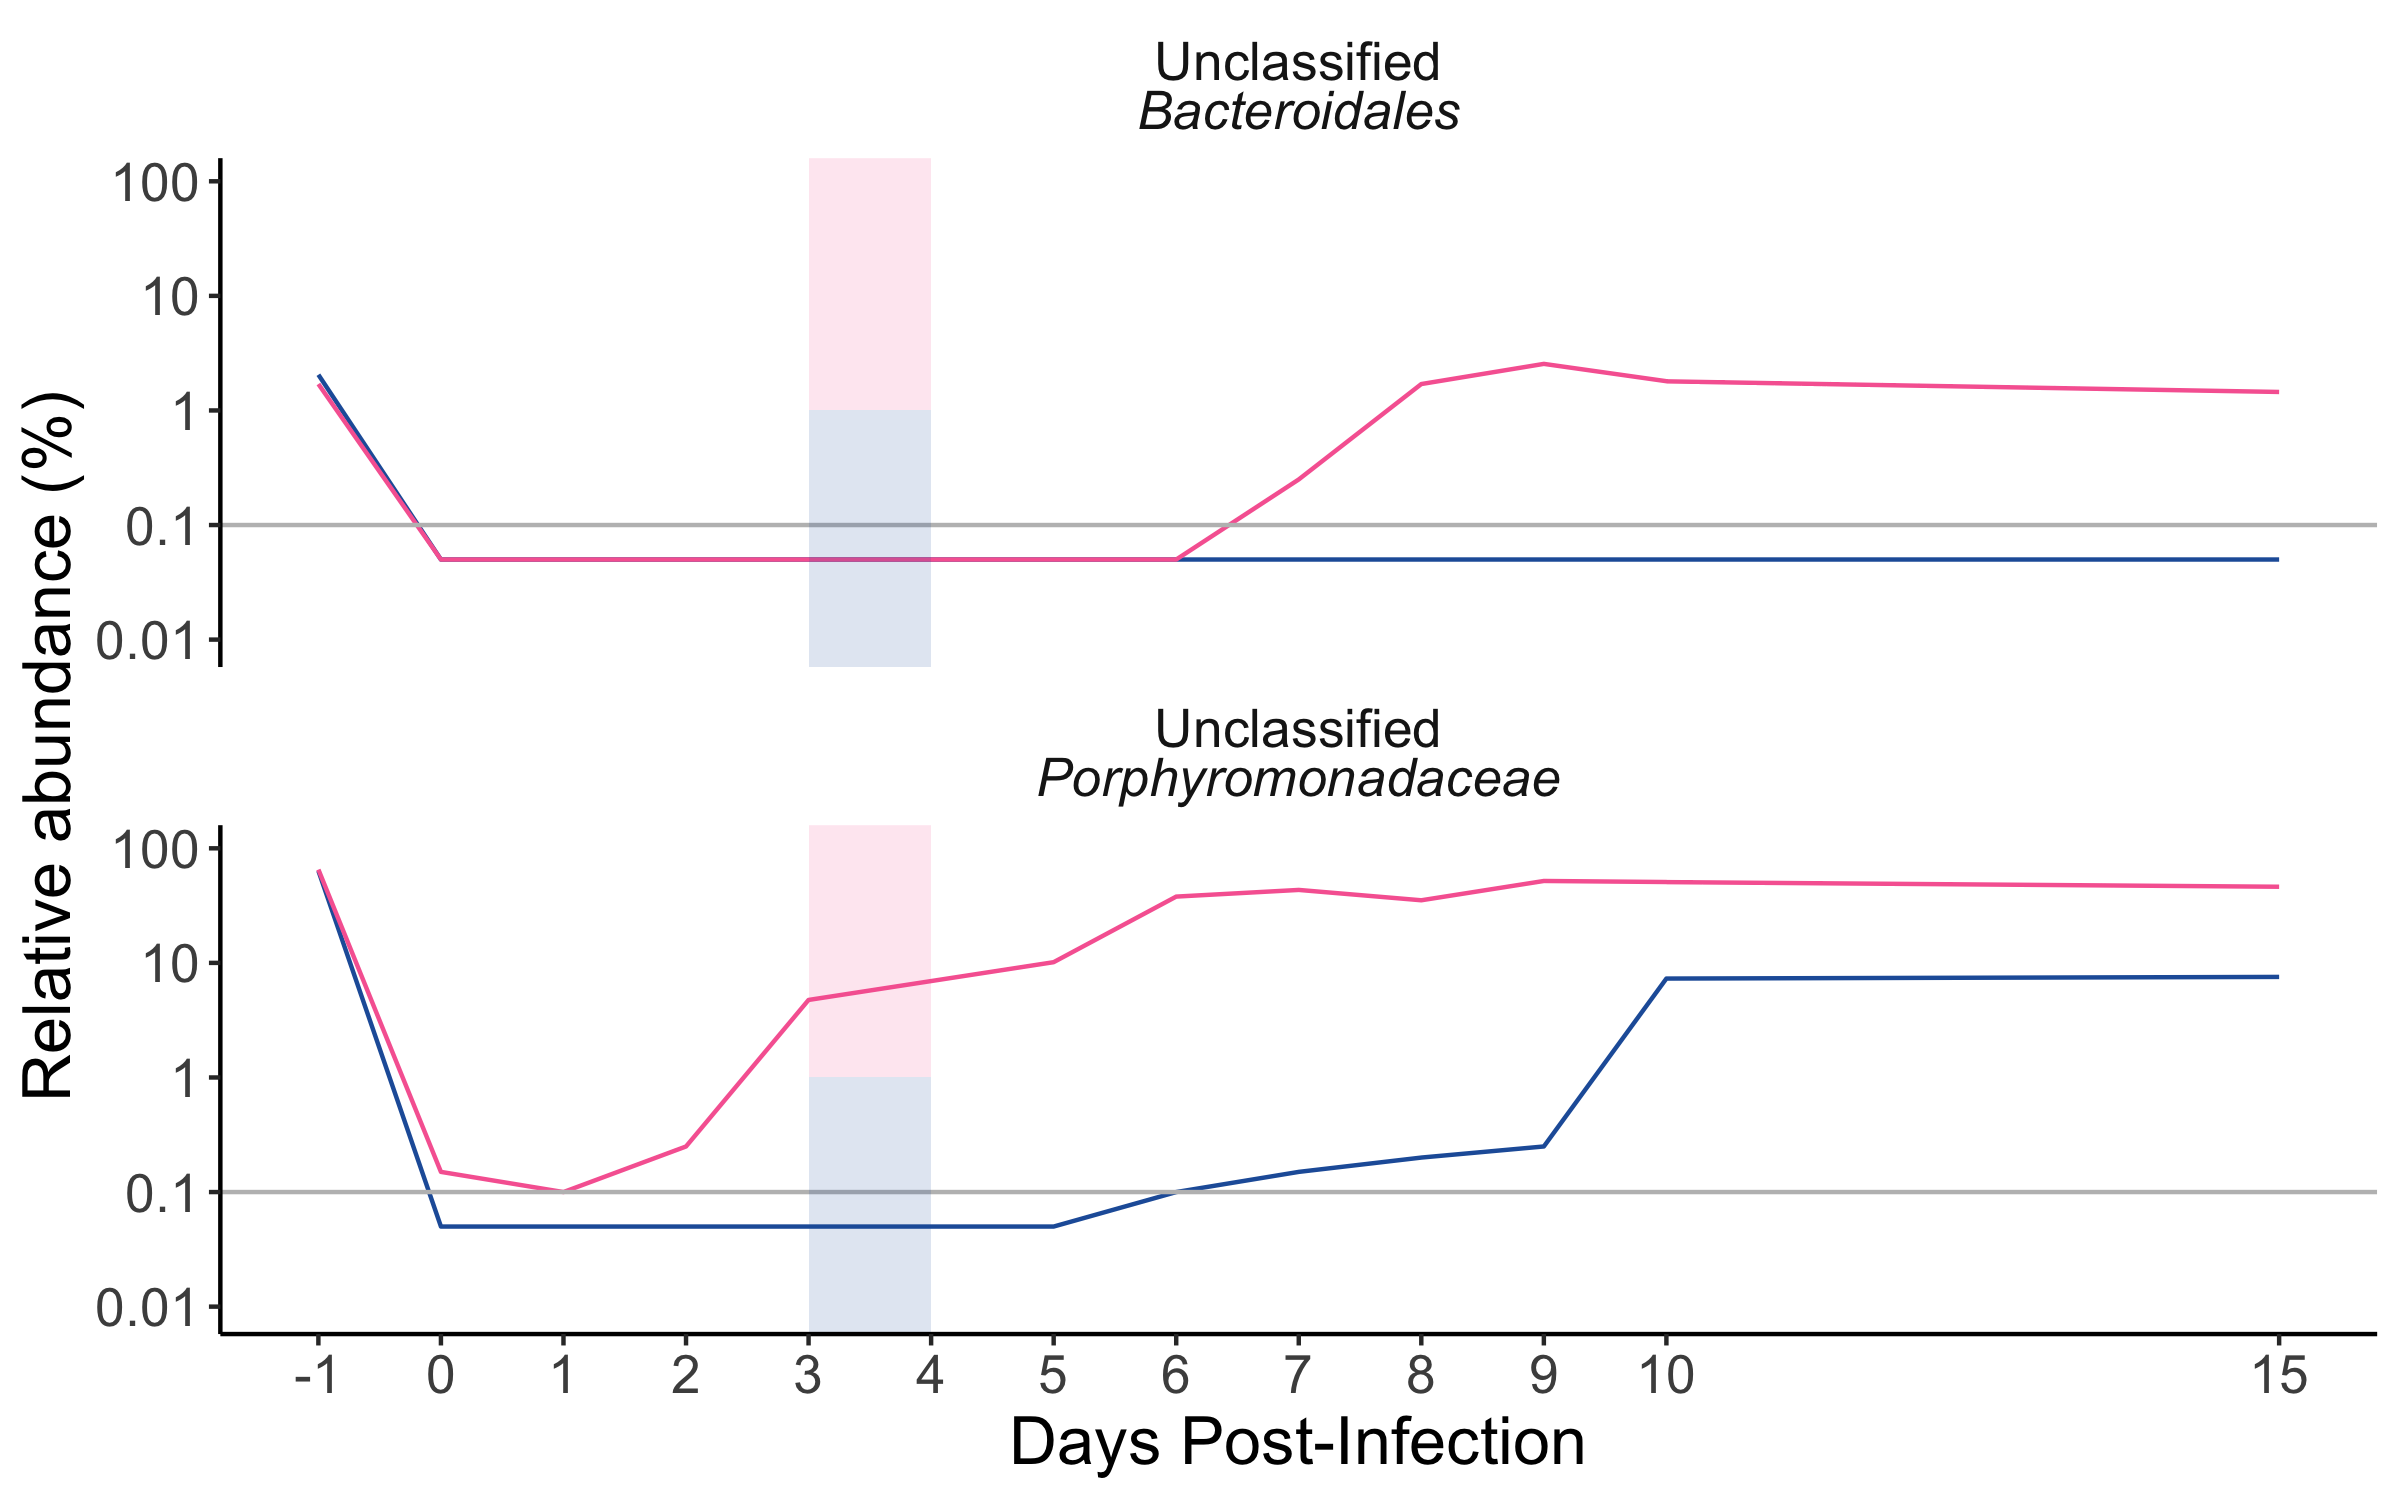 Unclassified
Bacteroidales
100
10
1
0.1
0.01
Relative abundance (%)
Unclassified
Porphyromonadaceae
100
10
1
0.1
0.01
-1 0 1 2 3 4 5 6 7 8 9 10 15
Days Post-Infection